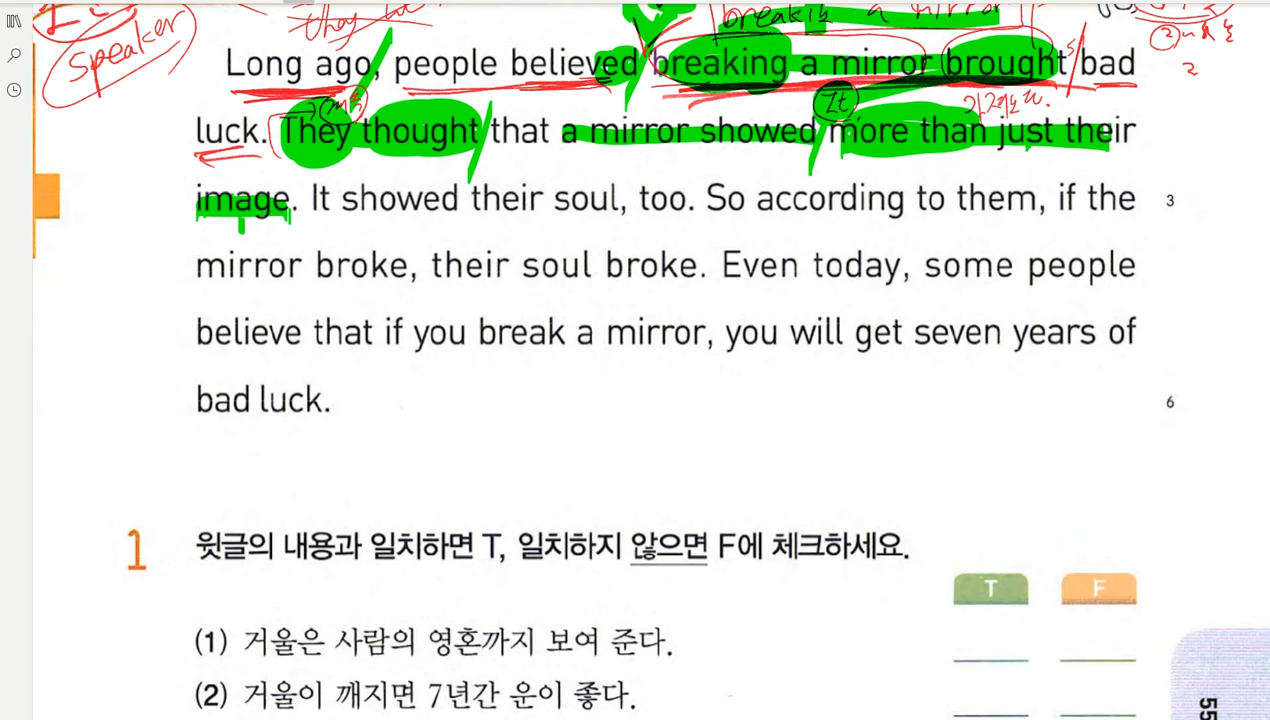 speaker
breaking a mirror
Long ago, people believed breaking a mirror brought bad
It
luck. They thought that a mirror showed more than just their
image. It showed their soul, too. So according to them, if the
3
mirror broke, their soul broke. Even today, some people
believe that if you break a mirror, you will get seven years of
bad luck.
6
1 윗글의 내용과 일치하면 T, 일치하지 않으면 F에 체크하세요.
T F
(1) 거울은 사람의 영혼까지 보여 준다.
(2) 거울이 깨지면 7년간 운이 좋다.
55